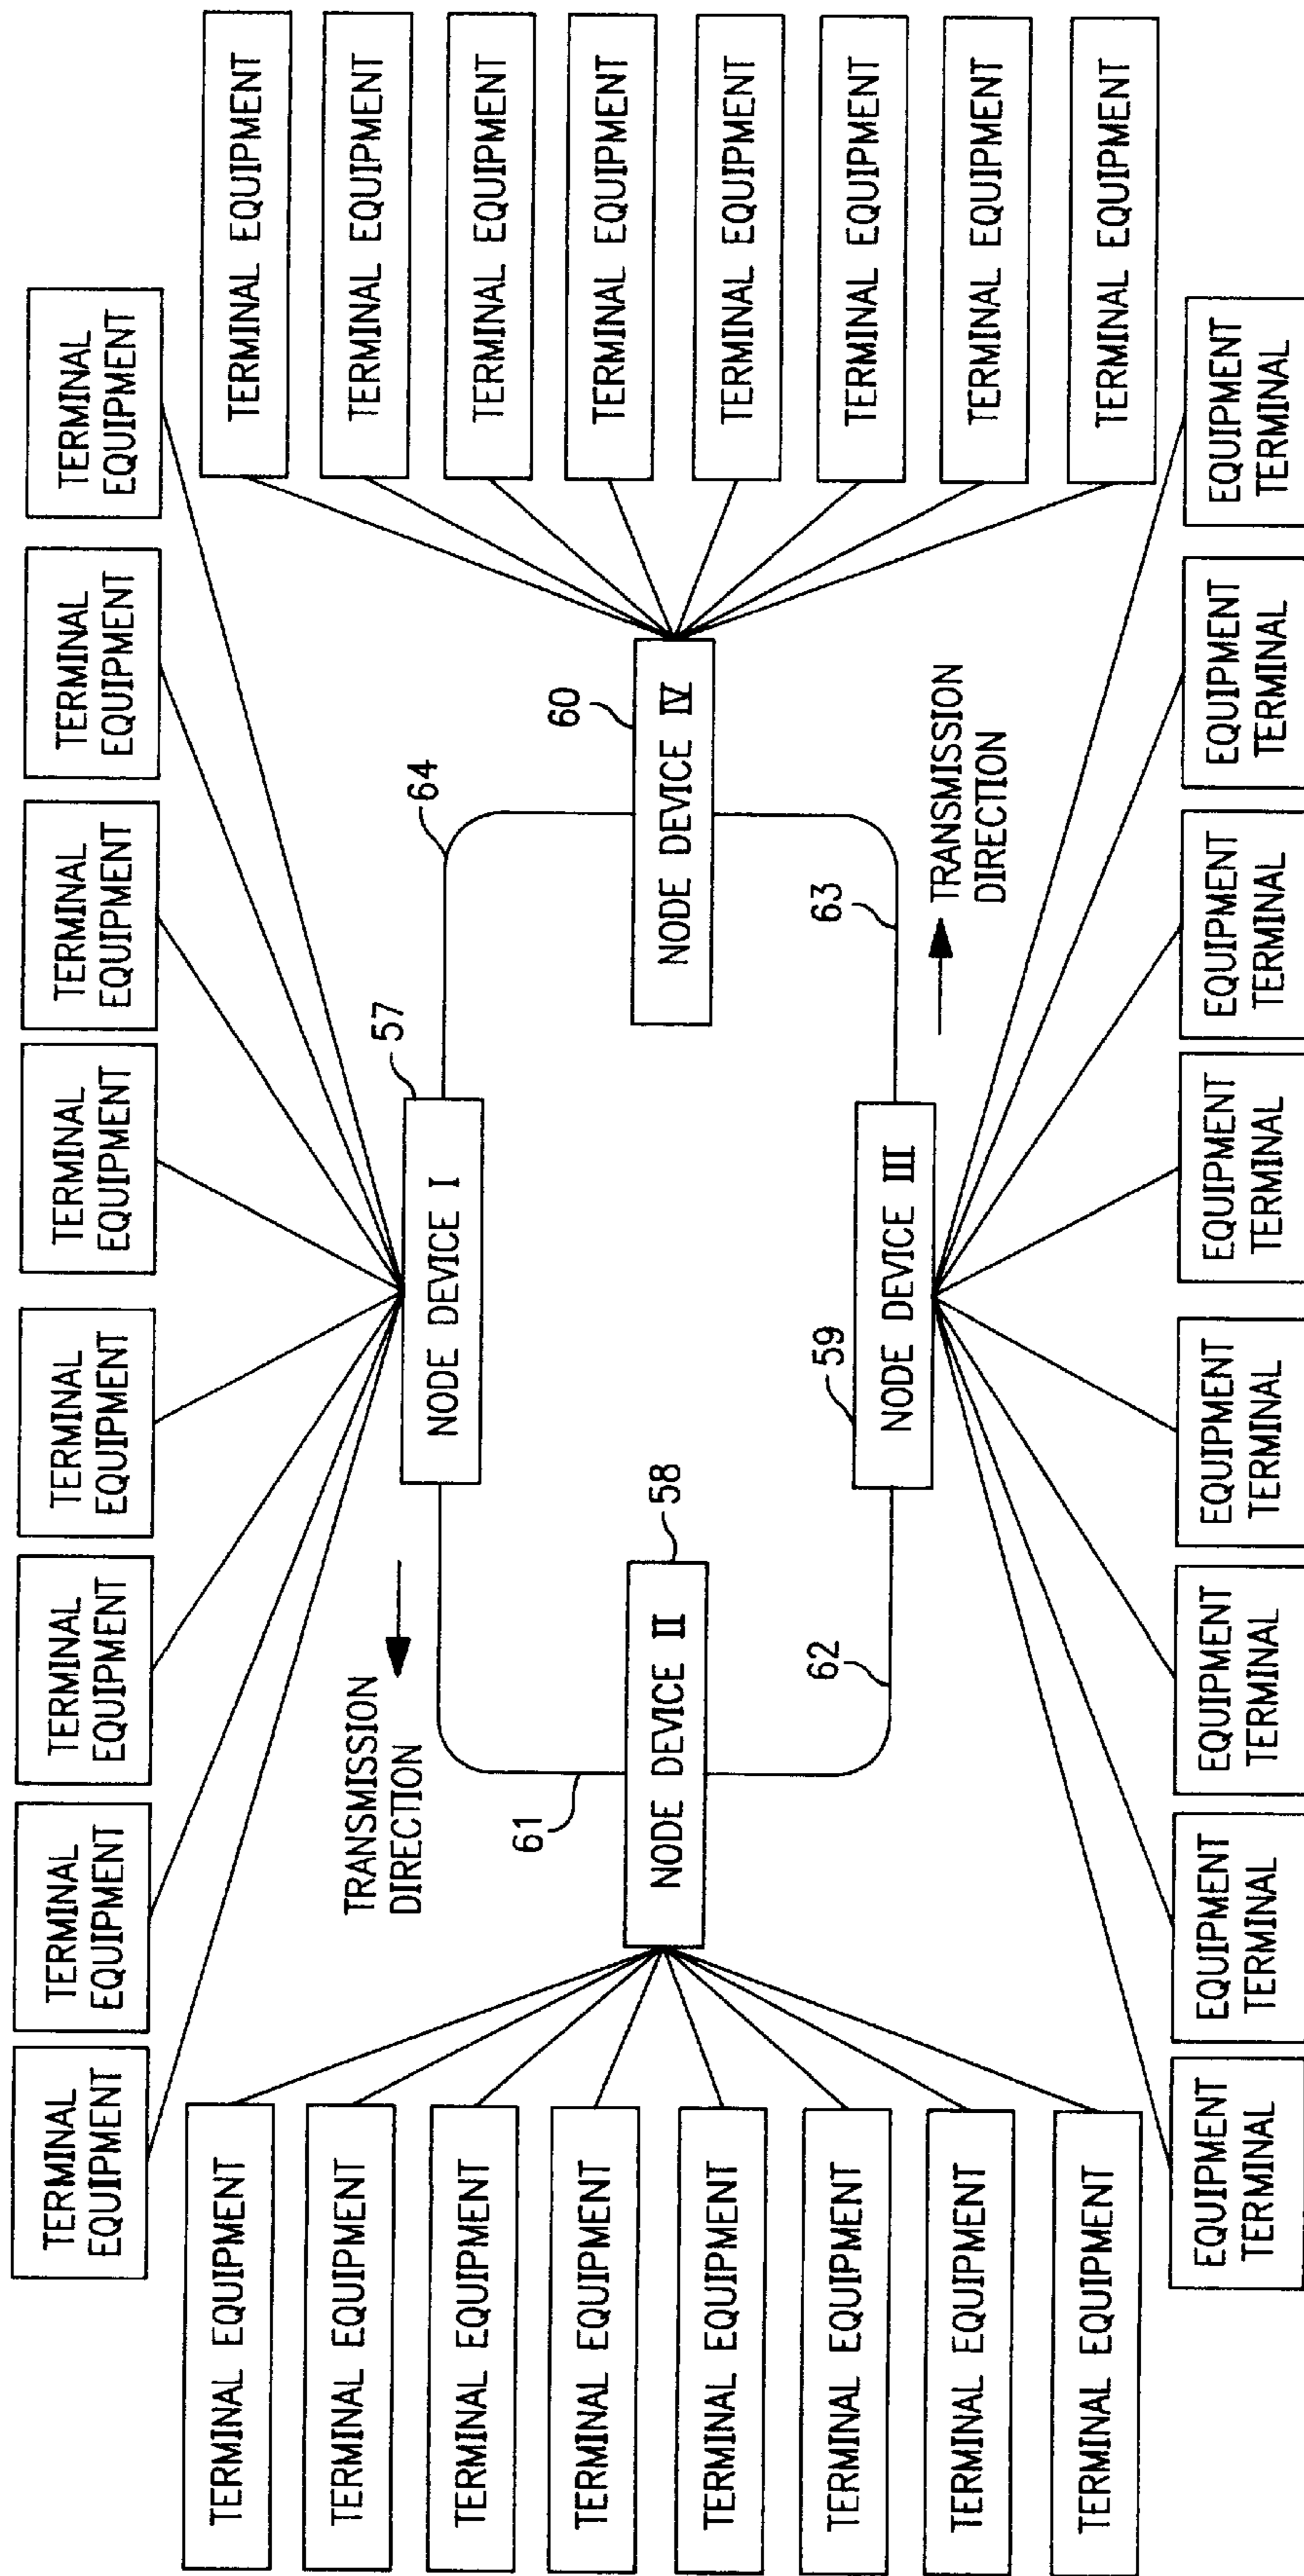 TERMINAL
EQUIPMENT
TERMINAL
EQUIPMENT
TERMINAL
EQUIPMENT
TERMINAL
EQUIPMENT
TERMINAL
EQUIPMENT
TERMINAL
EQUIPMENT
TERMINAL
EQUIPMENT
TERMINAL
EQUIPMENT
TERMINAL EQUIPMENT
TERMINAL EQUIPMENT
TERMINAL EQUIPMENT
TERMINAL EQUIPMENT
TERMINAL EQUIPMENT
TERMINAL EQUIPMENT
TERMINAL EQUIPMENT
TERMINAL EQUIPMENT
TRANSMISSION
DIRECTION
57
NODE DEVICE I
64
61
58
NODE DEVICE II
60
NODE DEVICE IV
62
59
NODE DEVICE III
63
TRANSMISSION
DIRECTION
TERMINAL EQUIPMENT
TERMINAL EQUIPMENT
TERMINAL EQUIPMENT
TERMINAL EQUIPMENT
TERMINAL EQUIPMENT
TERMINAL EQUIPMENT
TERMINAL EQUIPMENT
TERMINAL EQUIPMENT
EQUIPMENT
TERMINAL
EQUIPMENT
TERMINAL
EQUIPMENT
TERMINAL
EQUIPMENT
TERMINAL
EQUIPMENT
TERMINAL
EQUIPMENT
TERMINAL
EQUIPMENT
TERMINAL
EQUIPMENT
TERMINAL